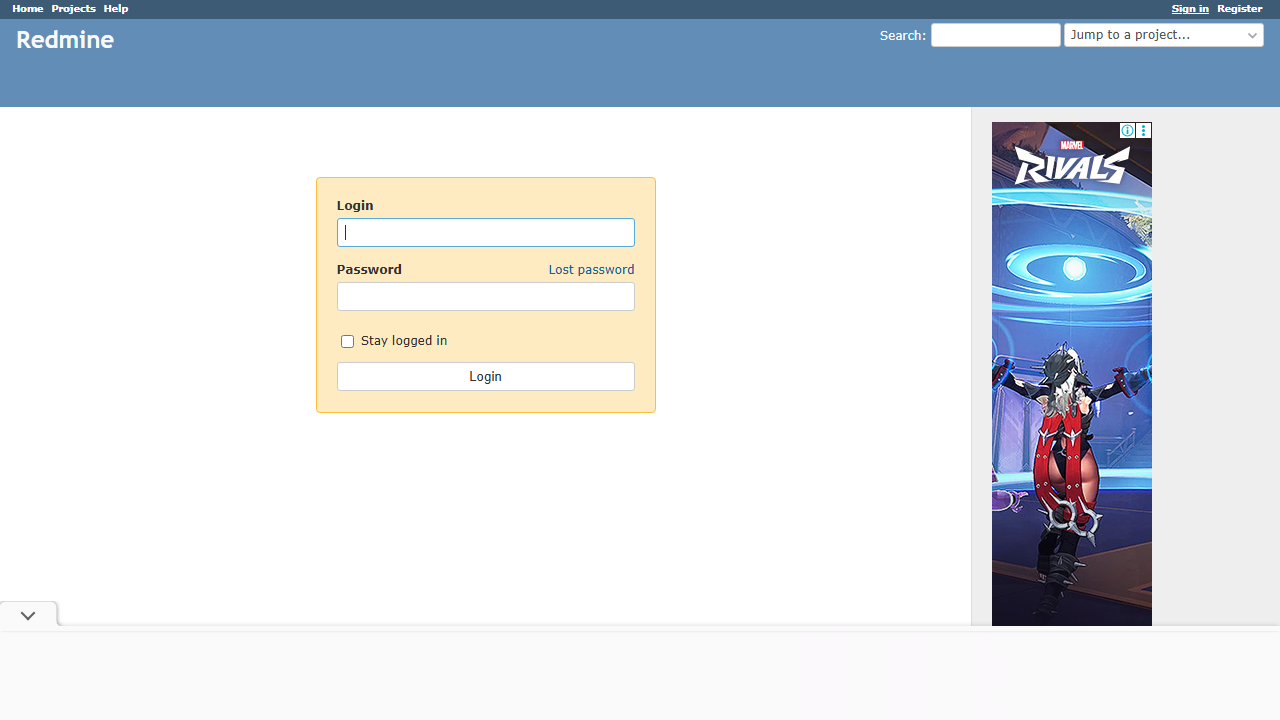 Home Projects Help Sign in Register
Redmine
Search: Jump to a project...
Login
Password Lost password
Stay logged in
Login
MARVEL
RIVALS